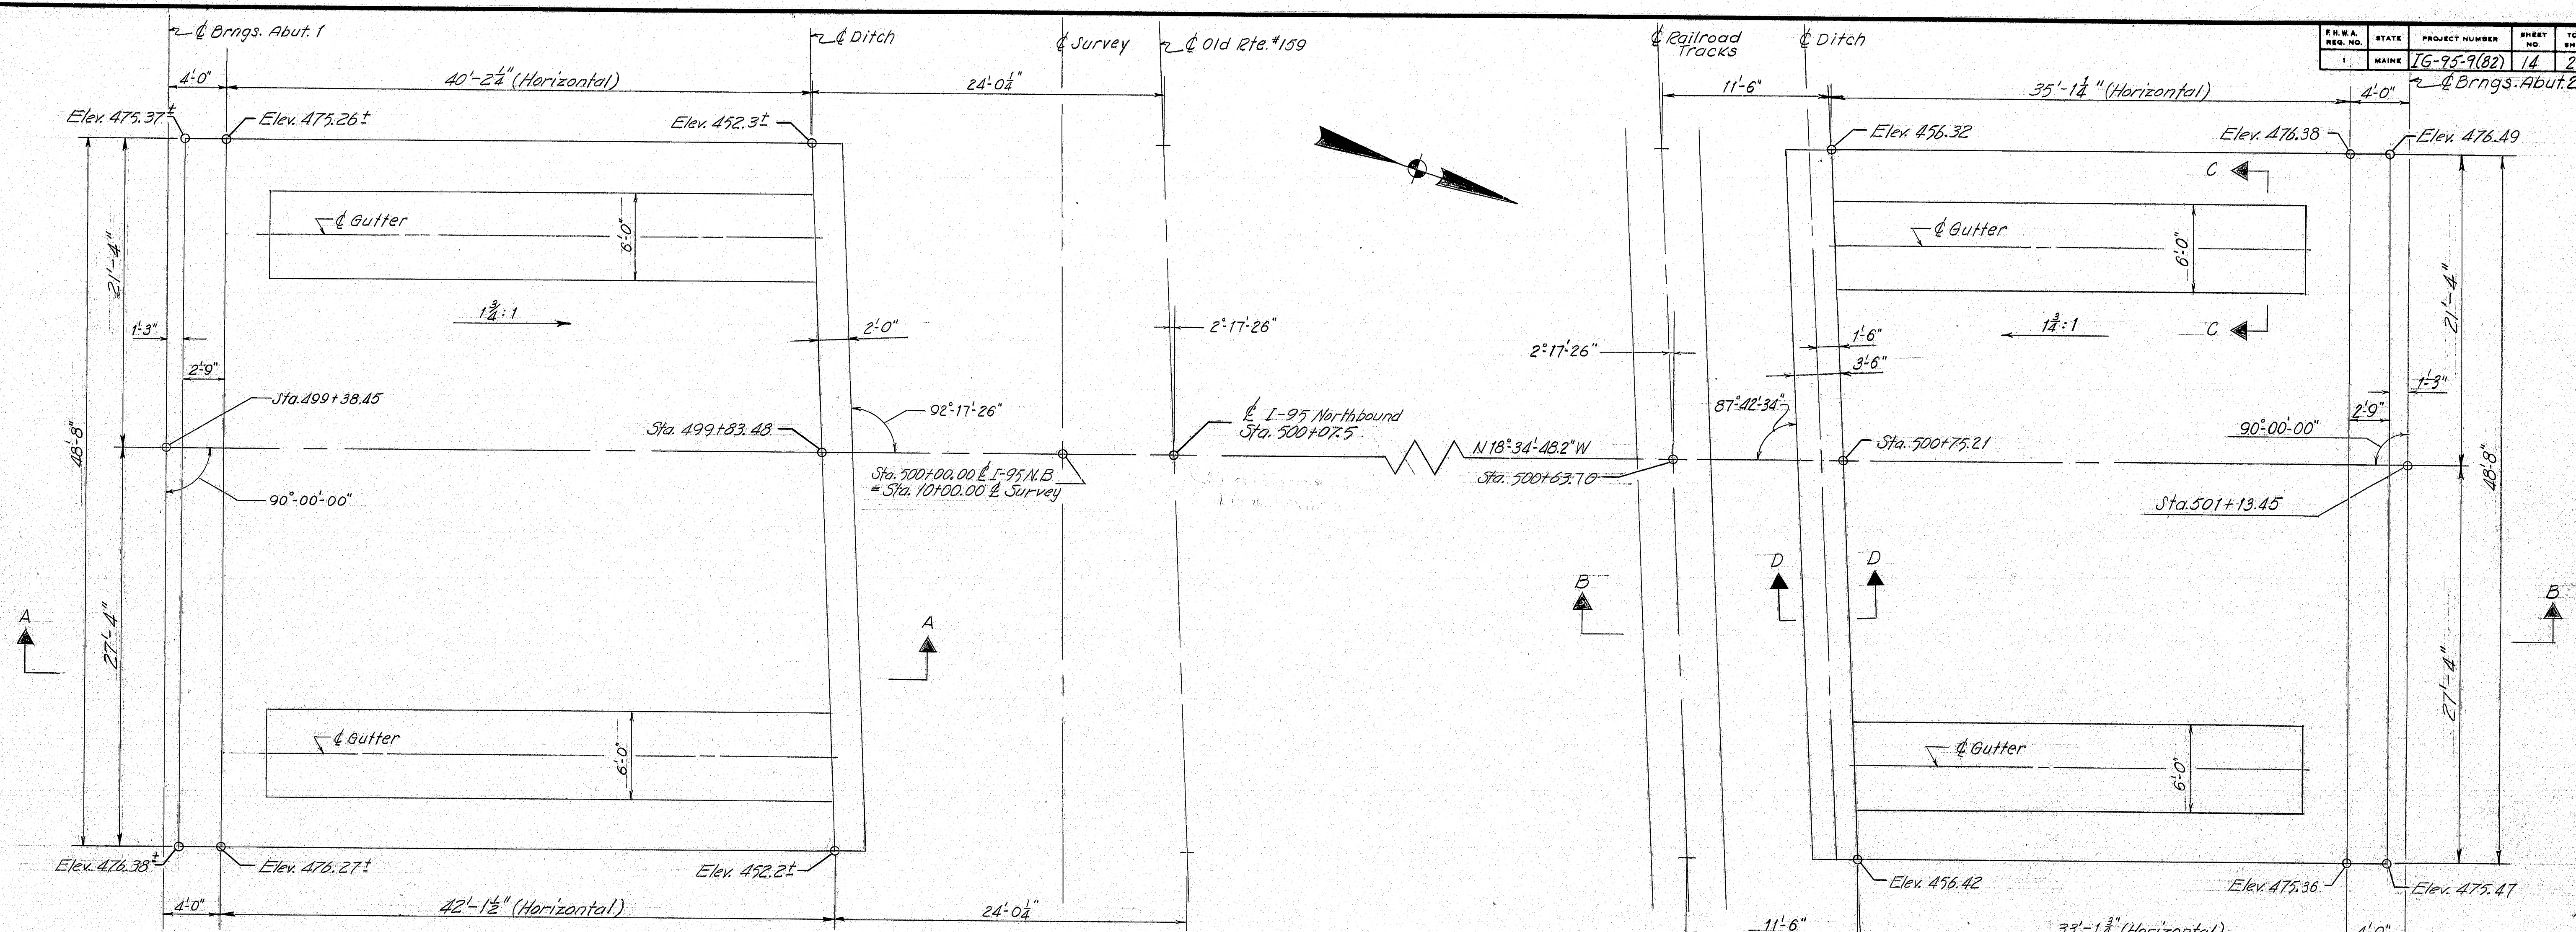 ℄ Brngs. Abut. 1
℄ Ditch
℄ Survey
℄ Old Rte. #159
℄ Railroad
Tracks
℄ Ditch
F.H.W.A. REG. NO.
STATE
PROJECT NUMBER
SHEET NO.
1
MAINE
IG-95-9(82)
14
℄ Brngs. Abut. 2
4'-0"
40'-2¼" (Horizontal)
24'-0¼"
11'-6"
35'-1¼" (Horizontal)
4'-0"
Elev. 475.37±
Elev. 475.26±
Elev. 452.3±
Elev. 456.32
Elev. 476.38
Elev. 476.49
C
℄ Gutter
6'-0"
℄ Gutter
6'-0"
21'-4"
21'-4"
1¾:1
1¾:1
C
1'-3"
2'-0"
2°-17'-26"
2°-17'-26"
1'-6"
3'-6"
1'-3"
2'-9"
2'-9"
Sta. 499+38.45
92°-17'-26"
℄ I-95 Northbound
Sta. 500+07.5
87°-42'-34"
90°-00'-00"
48'-8"
Sta. 499+83.48
N 18°-34'-48.2" W
Sta. 500+75.21
48'-8"
Sta. 500+00.00 ℄ I-95 N.B
= Sta. 10+00.00 ℄ Survey
Sta. 500+63.70
90°-00'-00"
Sta. 501+13.45
A
A
B
D
D
B
27'-4"
27'-4"
℄ Gutter
6'-0"
℄ Gutter
6'-0"
Elev. 476.38±
Elev. 476.27±
Elev. 452.2±
Elev. 456.42
Elev. 475.36
Elev. 475.47
4'-0"
42'-1½" (Horizontal)
24'-0¼"
11'-6"
33'-1¾" (Horizontal)
4'-0"